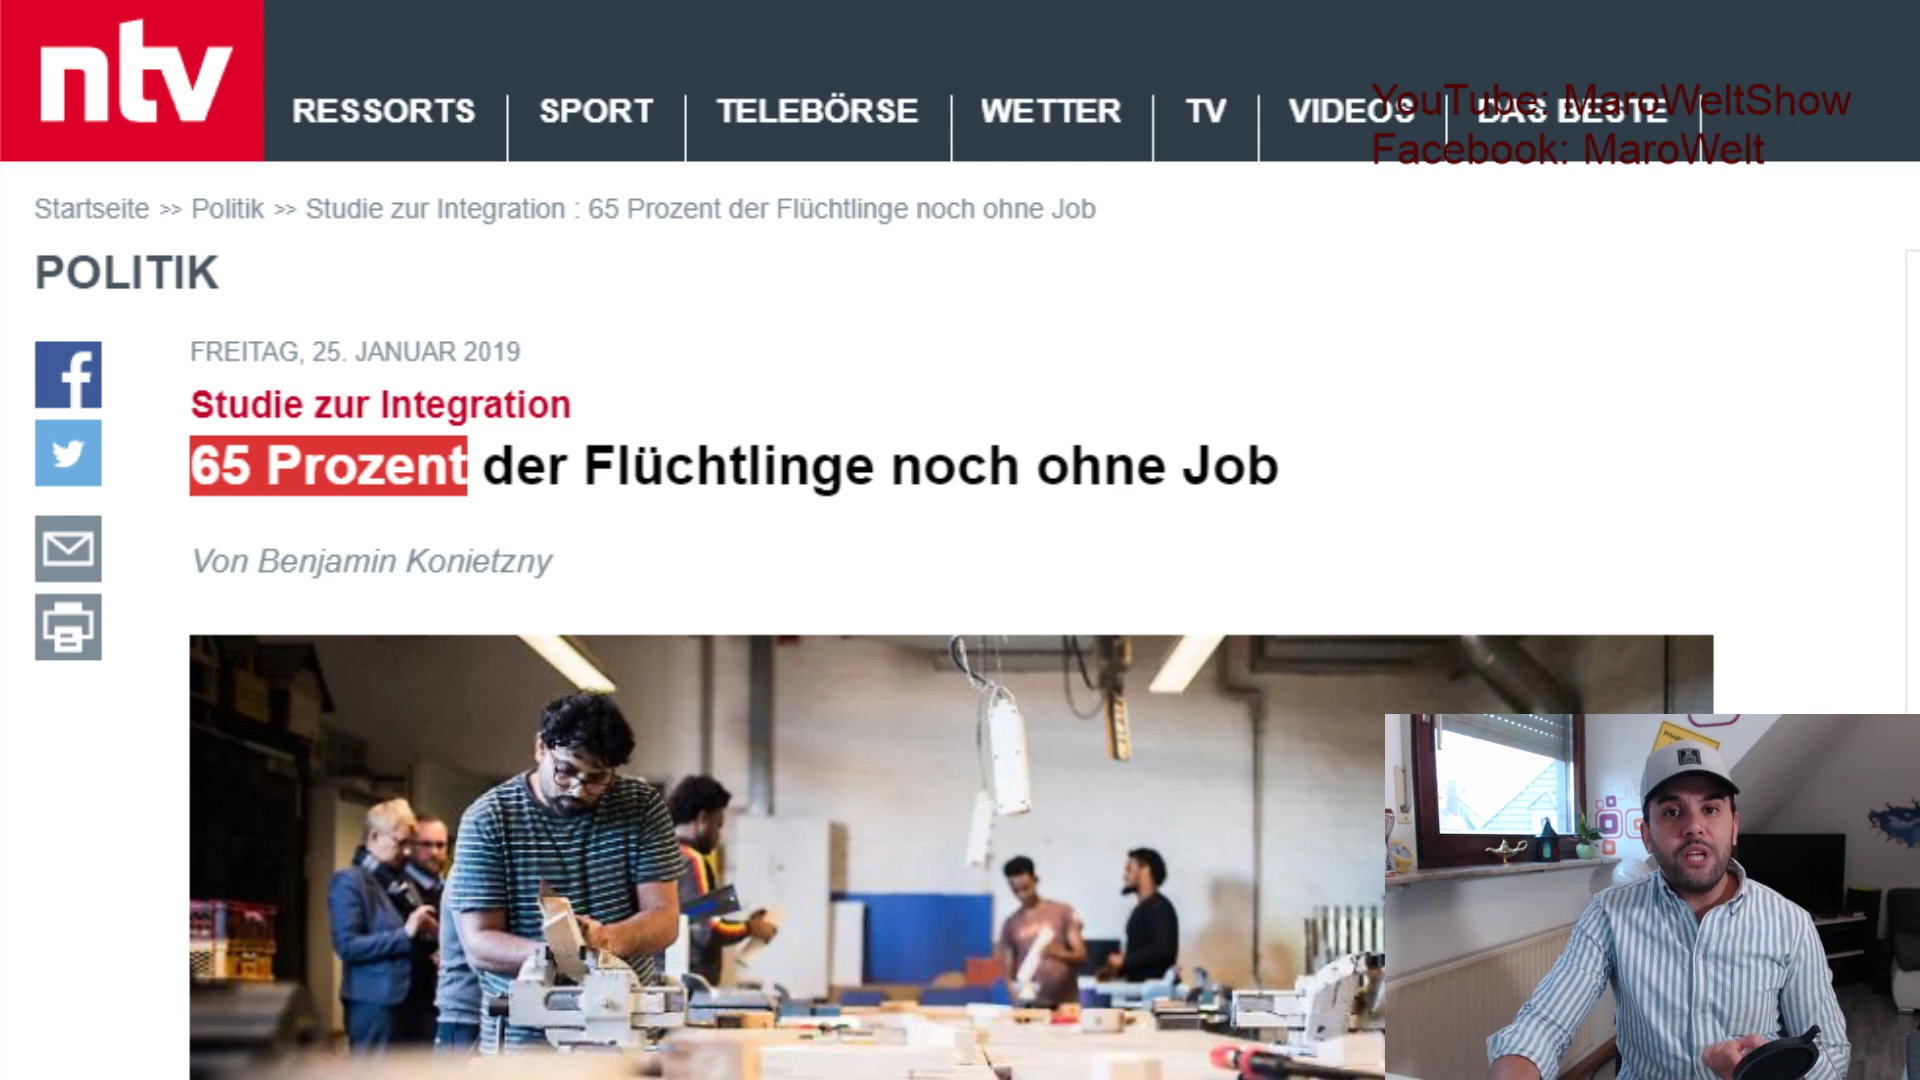 ntv
RESSORTS SPORT TELEBÖRSE WETTER TV VIDEOS DAS BESTE
YouTube: MaroWeltShow
Facebook: MaroWelt
Startseite >> Politik >> Studie zur Integration : 65 Prozent der Flüchtlinge noch ohne Job
POLITIK
FREITAG, 25. JANUAR 2019
Studie zur Integration
65 Prozent der Flüchtlinge noch ohne Job
Von Benjamin Konietzny